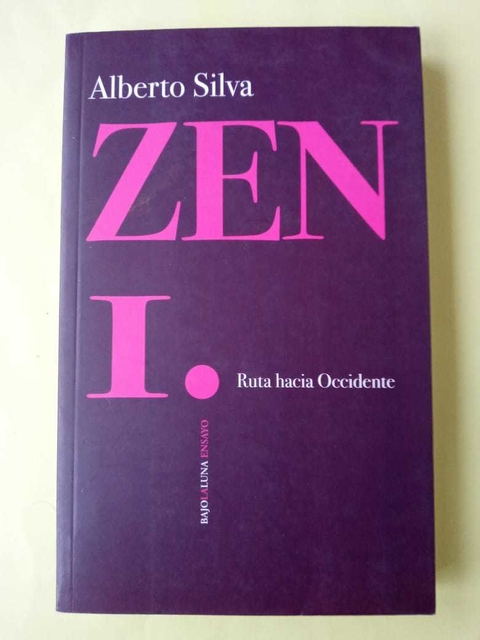 Alberto Silva
ZEN
I.
Ruta hacia Occidente
BAJOLALUNA ENSAYO